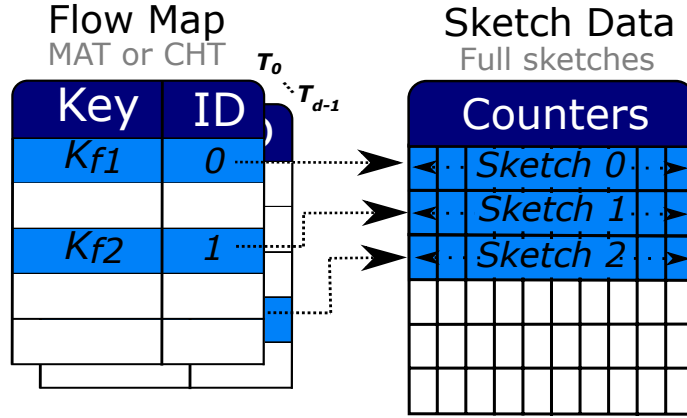 Flow Map
MAT or CHT
T0
Td-1
Key ID
Kf1 0
Kf2 1
Sketch Data
Full sketches
Counters
Sketch 0
Sketch 1
Sketch 2